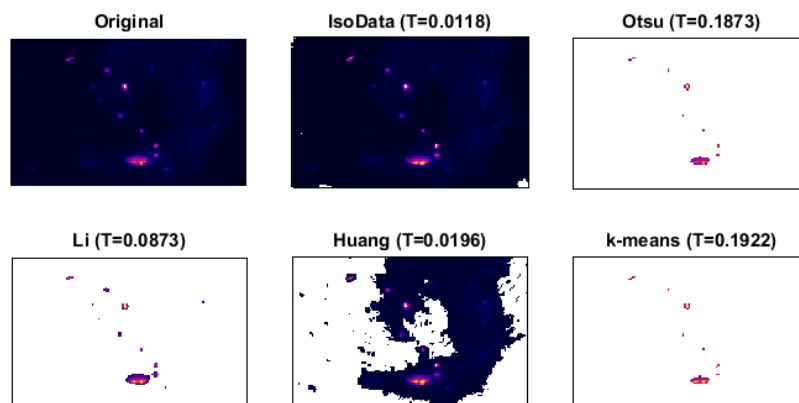 Original
IsoData (T=0.0118)
Otsu (T=0.1873)
Li (T=0.0873)
Huang (T=0.0196)
k-means (T=0.1922)